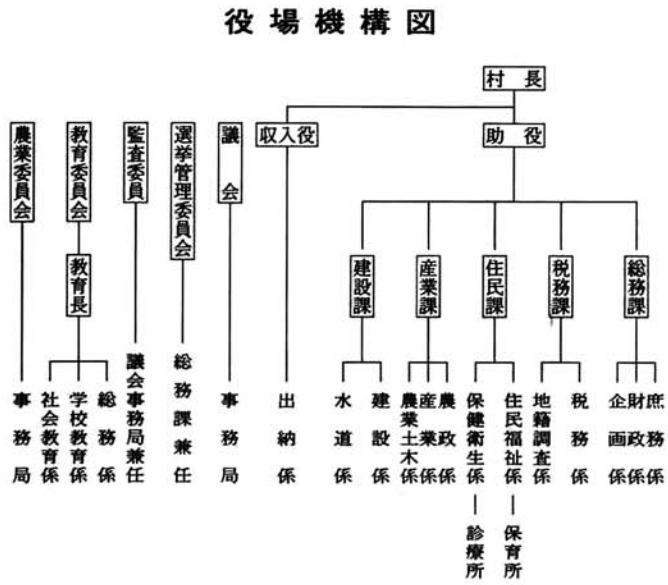 役場機構図
村長
助役
収入役
議会
選挙管理委員会
監査委員
教育委員会
農業委員会
総務課
税務課
住民課
産業課
建設課
教育長
庶務係
財政係
企画係
税務係
地籍調査係
住民福祉係
保健衛生係
農政係
産業係
農業土木係
建設係
水道係
出納係
事務局
総務課兼任
議会事務局兼任
総務係
学校教育係
社会教育係
事務局
保育所
診療所